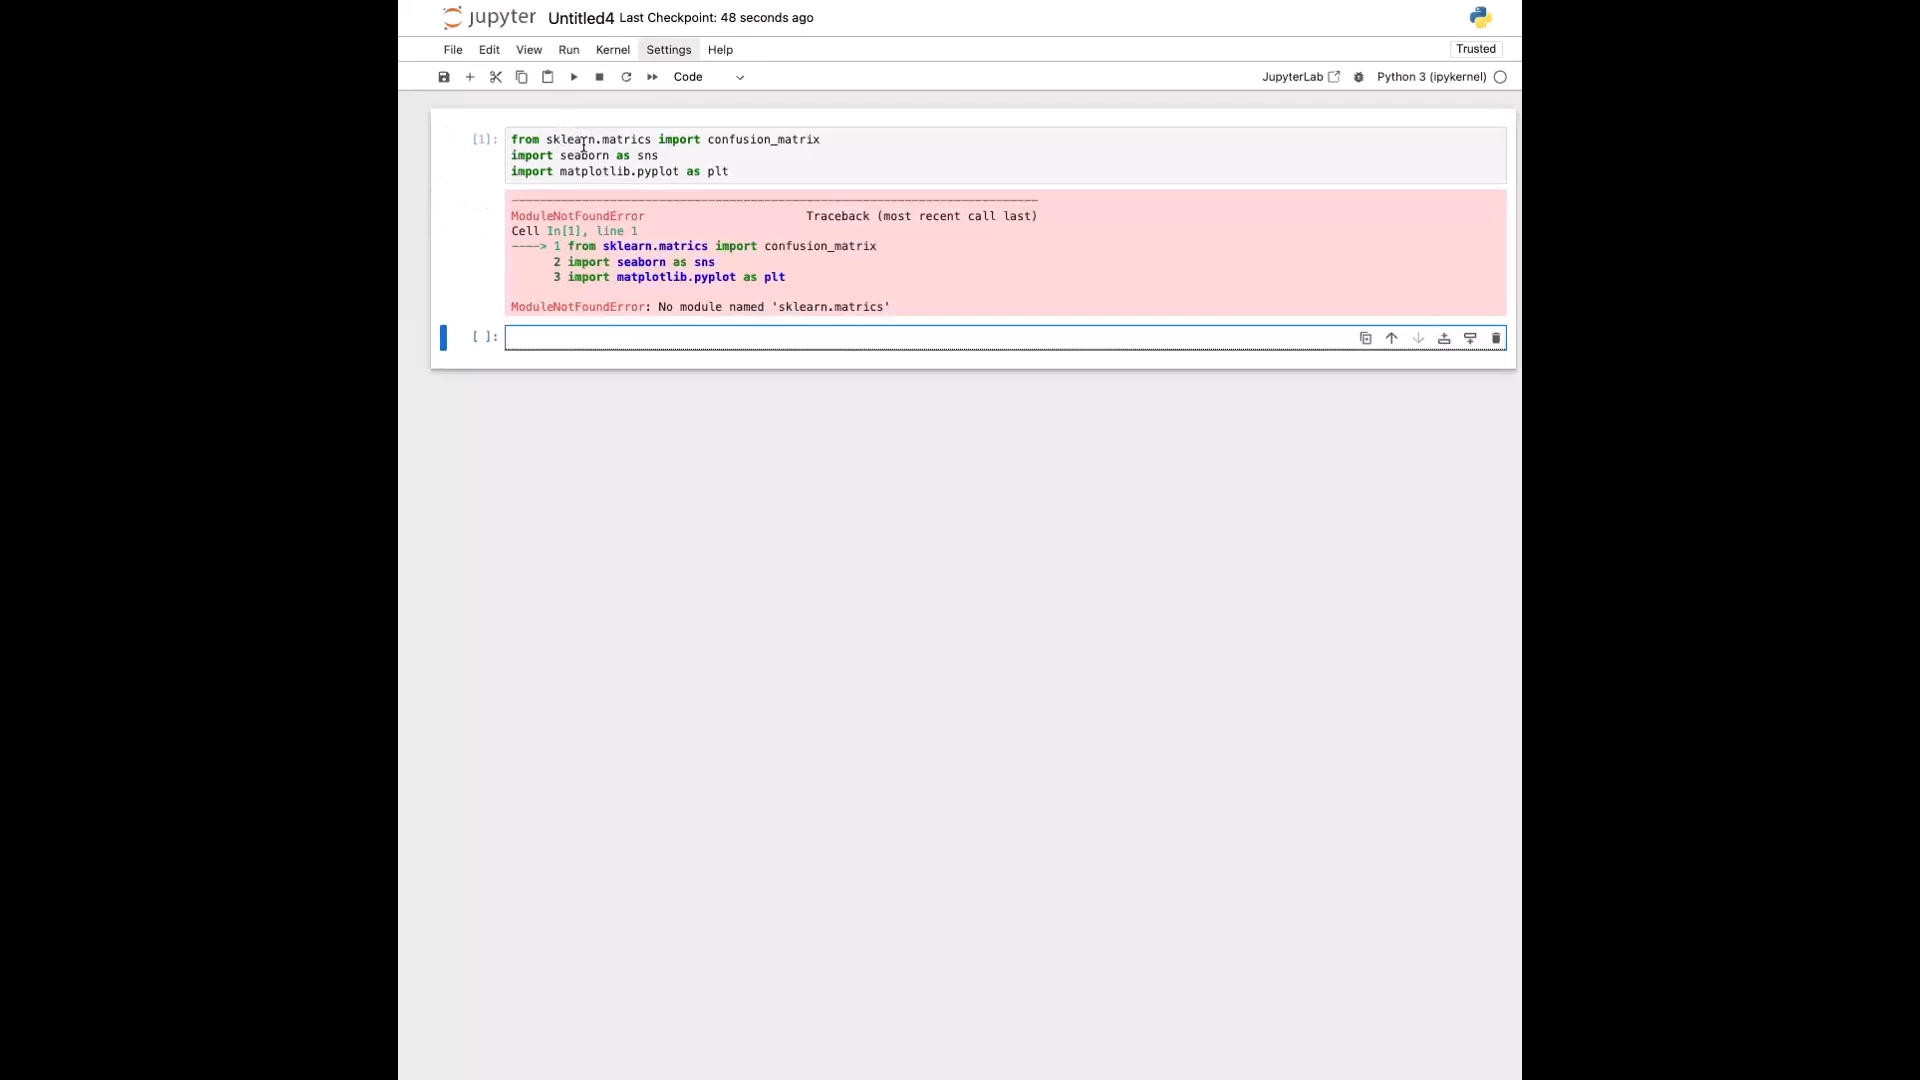 jupyter Untitled4 Last Checkpoint: 48 seconds ago
File Edit View Run Kernel Settings Help Trusted
Code JupyterLab Python 3 (ipykernel)
[1]: from sklearn.matrics import confusion_matrix
import seaborn as sns
import matplotlib.pyplot as plt
ModuleNotFoundError Traceback (most recent call last)
Cell In[1], line 1
----> 1 from sklearn.matrics import confusion_matrix
2 import seaborn as sns
3 import matplotlib.pyplot as plt
ModuleNotFoundError: No module named 'sklearn.matrics'
[ ]: